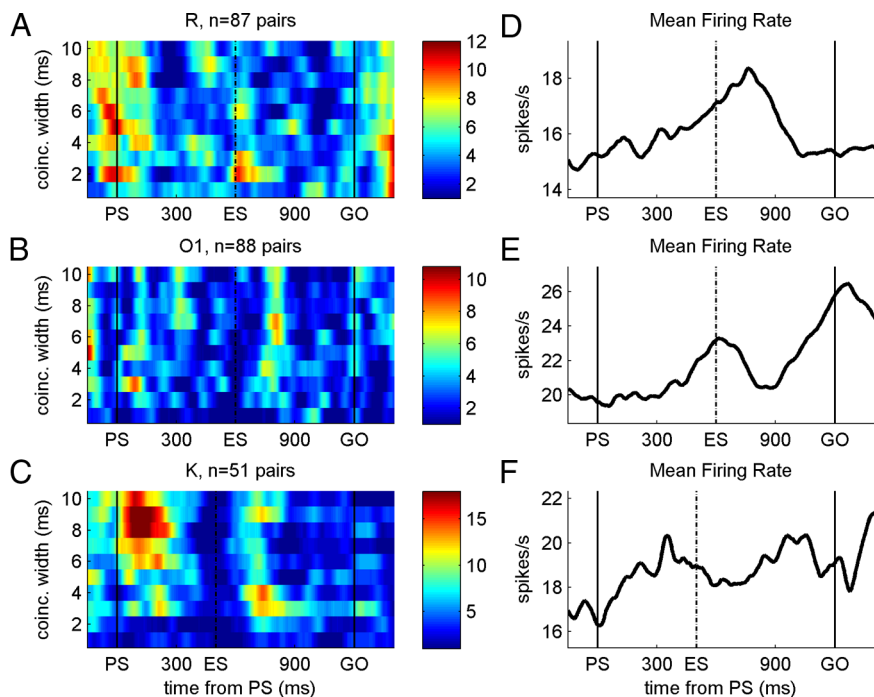 A
R, n=87 pairs
coinc. width (ms)
10
8
6
4
2
PS
300
ES
900
GO
12
10
8
6
4
2
D
Mean Firing Rate
spikes/s
18
16
14
PS
300
ES
900
GO
B
O1, n=88 pairs
coinc. width (ms)
10
8
6
4
2
PS
300
ES
900
GO
10
8
6
4
2
E
Mean Firing Rate
spikes/s
26
24
22
20
PS
300
ES
900
GO
C
K, n=51 pairs
coinc. width (ms)
10
8
6
4
2
PS
300
ES
900
GO
time from PS (ms)
15
10
5
F
Mean Firing Rate
spikes/s
22
20
18
16
PS
300
ES
900
GO
time from PS (ms)